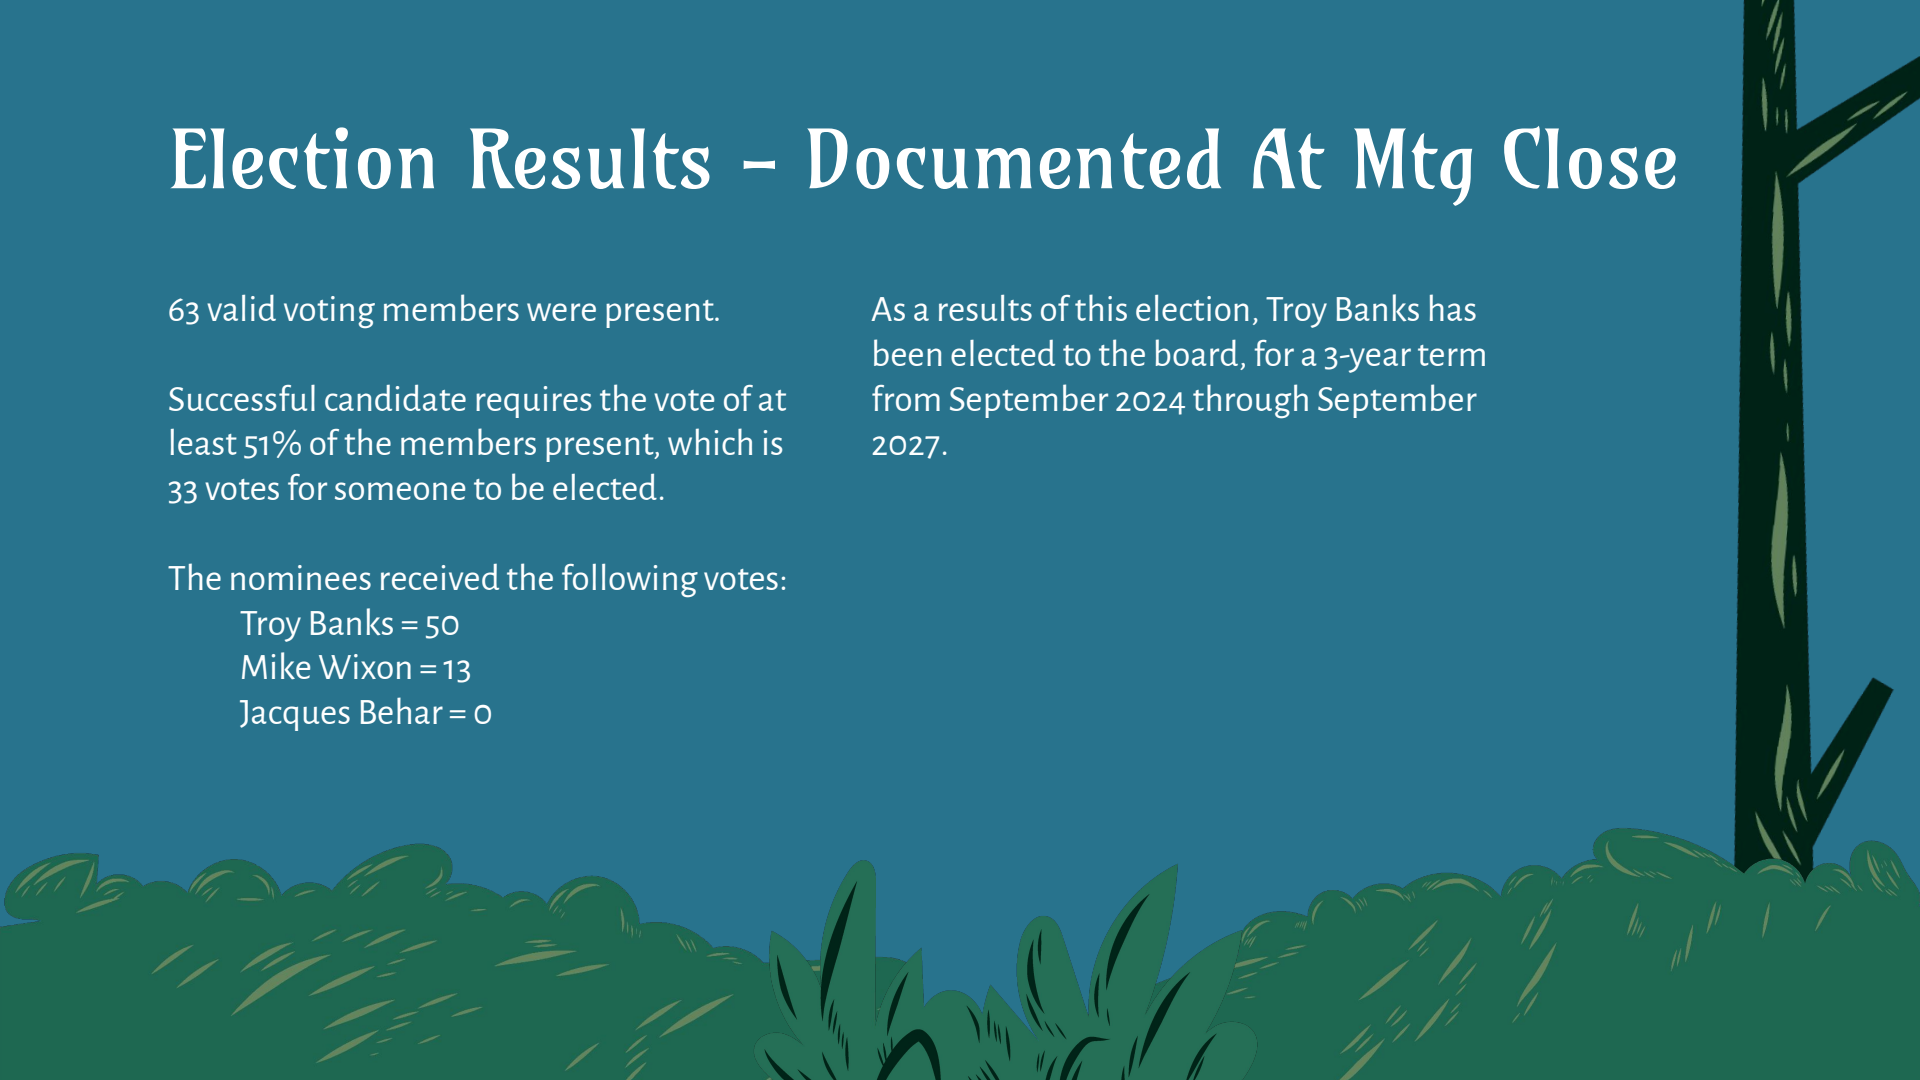 Election Results – Documented At Mtg Close
63 valid voting members were present.
Successful candidate requires the vote of at
least 51% of the members present, which is
33 votes for someone to be elected.
The nominees received the following votes:
Troy Banks = 50
Mike Wixon = 13
Jacques Behar = 0
As a results of this election, Troy Banks has
been elected to the board, for a 3-year term
from September 2024 through September
2027.